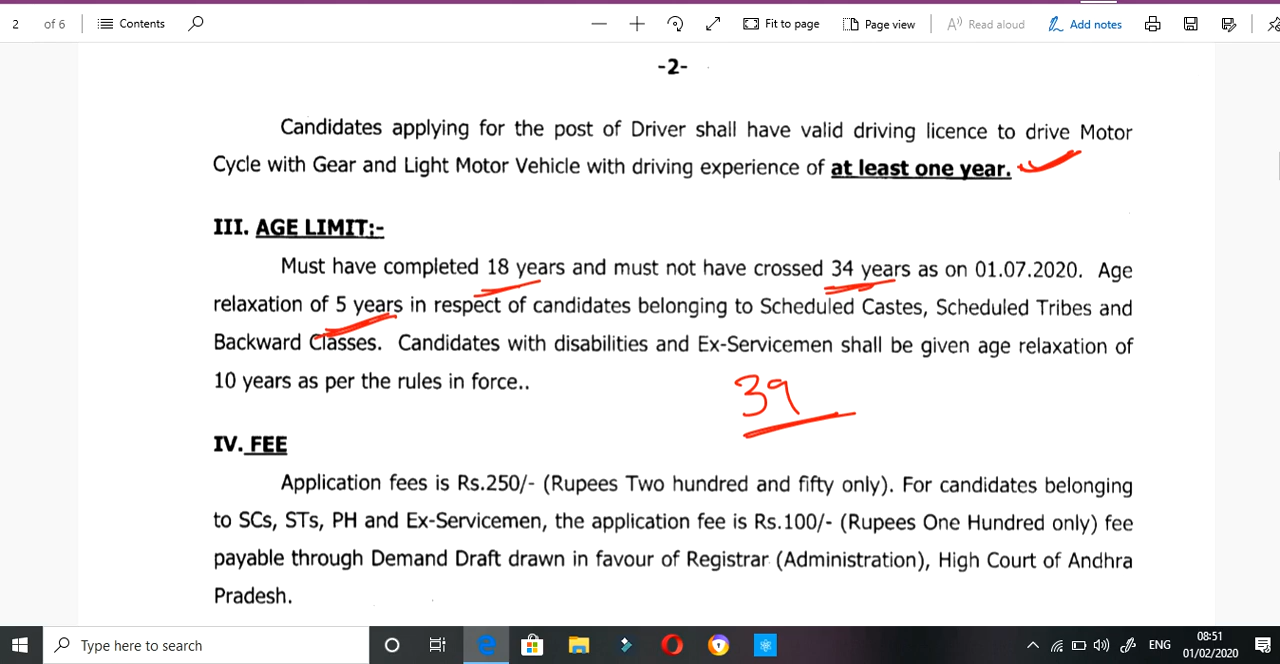 2 of 6 Contents Fit to page Page view Read aloud Add notes
-2-
Candidates applying for the post of Driver shall have valid driving licence to drive Motor
Cycle with Gear and Light Motor Vehicle with driving experience of at least one year.
III. AGE LIMIT:-
Must have completed 18 years and must not have crossed 34 years as on 01.07.2020. Age
relaxation of 5 years in respect of candidates belonging to Scheduled Castes, Scheduled Tribes and
Backward Classes. Candidates with disabilities and Ex-Servicemen shall be given age relaxation of
10 years as per the rules in force..
39
IV. FEE
Application fees is Rs.250/- (Rupees Two hundred and fifty only). For candidates belonging
to SCs, STs, PH and Ex-Servicemen, the application fee is Rs.100/- (Rupees One Hundred only) fee
payable through Demand Draft drawn in favour of Registrar (Administration), High Court of Andhra
Pradesh.
Type here to search ENG 08:51
01/02/2020